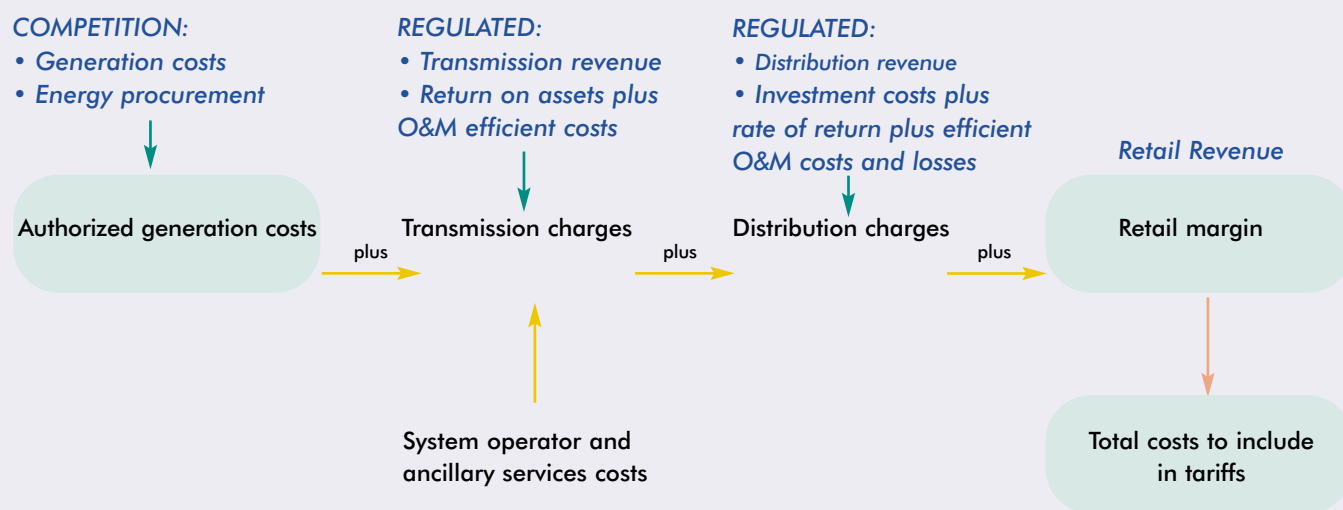 COMPETITION:
• Generation costs
• Energy procurement
REGULATED:
• Transmission revenue
• Return on assets plus
O&M efficient costs
REGULATED:
• Distribution revenue
• Investment costs plus
rate of return plus efficient
O&M costs and losses
Retail Revenue
Authorized generation costs
plus
Transmission charges
plus
Distribution charges
plus
Retail margin
System operator and
ancillary services costs
Total costs to include
in tariffs